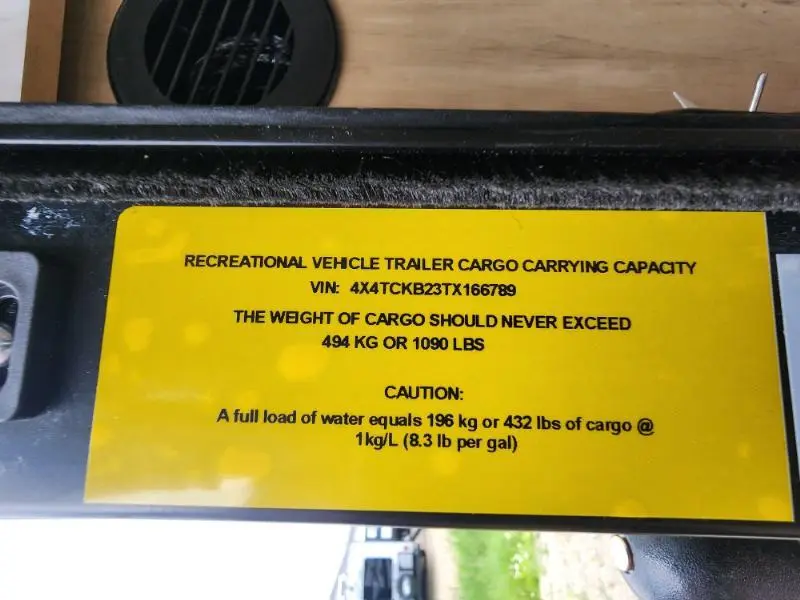 RECREATIONAL VEHICLE TRAILER CARGO CARRYING CAPACITY
VIN: 4X4TCKB23TX166789
THE WEIGHT OF CARGO SHOULD NEVER EXCEED
494 KG OR 1090 LBS
CAUTION:
A full load of water equals 196 kg or 432 lbs of cargo @
1kg/L (8.3 lb per gal)